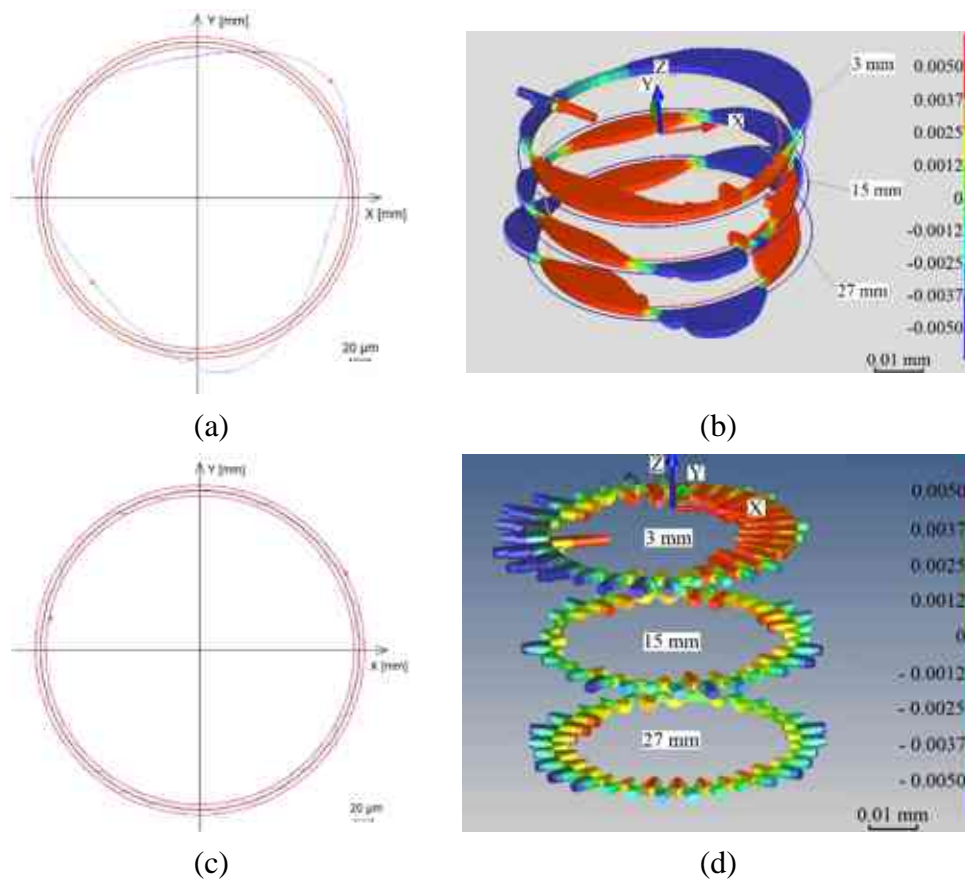 Y [mm]
X [mm]
20 µm
(a)
Z
Y
X
3 mm
15 mm
27 mm
0.0050
0.0037
0.0025
0.0012
0
-0.0012
-0.0025
-0.0037
-0.0050
0.01 mm
(b)
Y [mm]
X [mm]
20 µm
(c)
Z
Y
X
3 mm
15 mm
27 mm
0.0050
0.0037
0.0025
0.0012
0
- 0.0012
- 0.0025
- 0.0037
- 0.0050
0.01 mm
(d)